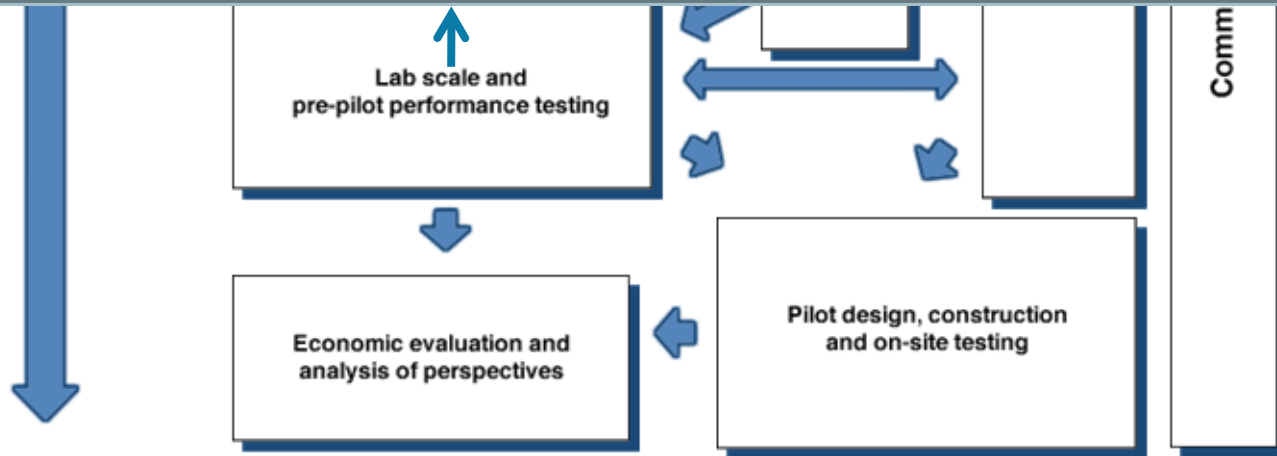 Lab scale and
pre-pilot performance testing
Comm
Pilot design, construction
and on-site testing
Economic evaluation and
analysis of perspectives